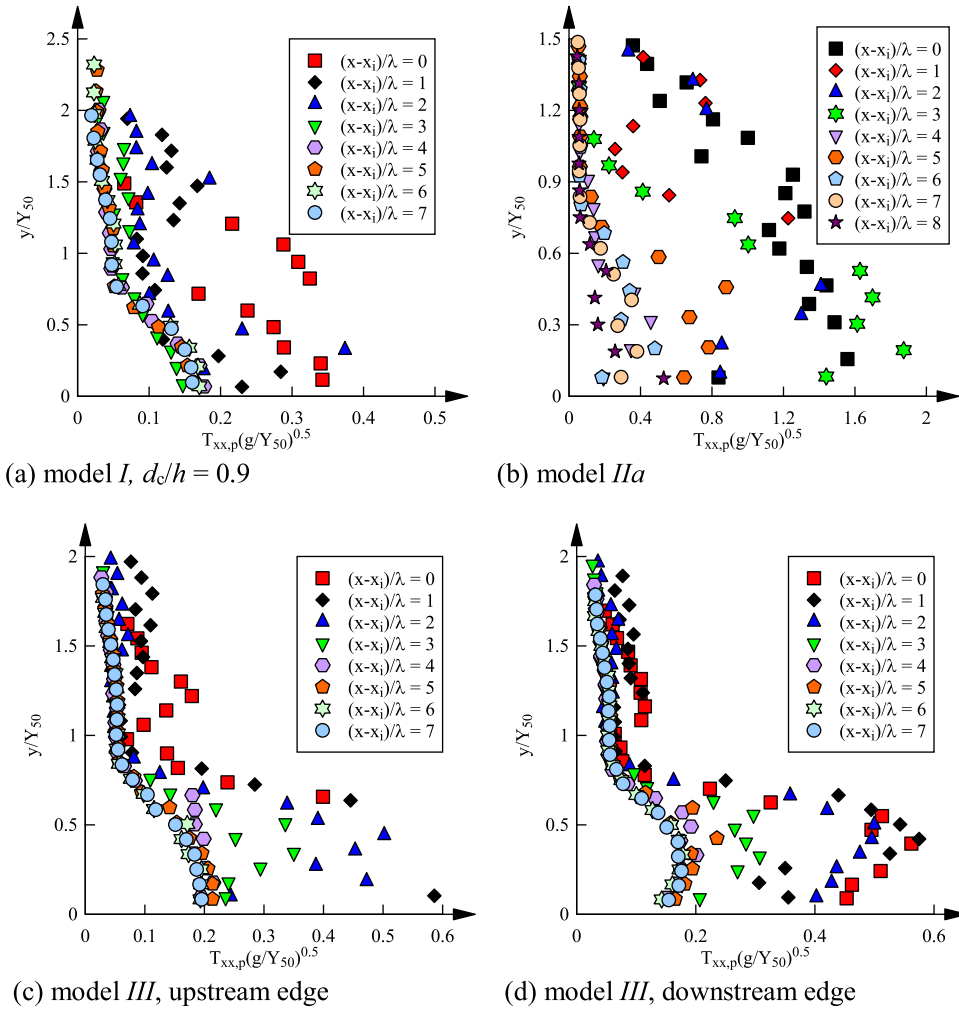 2.5
2
1.5
1
0.5
0
y/Y50
0
0.1
0.2
0.3
0.4
0.5
Txx,p(g/Y50)0.5
(x-xi)/λ = 0
(x-xi)/λ = 1
(x-xi)/λ = 2
(x-xi)/λ = 3
(x-xi)/λ = 4
(x-xi)/λ = 5
(x-xi)/λ = 6
(x-xi)/λ = 7
(a) model I, dc/h = 0.9
1.5
1.2
0.9
0.6
0.3
0
y/Y50
0
0.4
0.8
1.2
1.6
2
Txx,p(g/Y50)0.5
(x-xi)/λ = 0
(x-xi)/λ = 1
(x-xi)/λ = 2
(x-xi)/λ = 3
(x-xi)/λ = 4
(x-xi)/λ = 5
(x-xi)/λ = 6
(x-xi)/λ = 7
(x-xi)/λ = 8
(b) model IIa
2
1.5
1
0.5
0
y/Y50
0
0.1
0.2
0.3
0.4
0.5
0.6
Txx,p(g/Y50)0.5
(x-xi)/λ = 0
(x-xi)/λ = 1
(x-xi)/λ = 2
(x-xi)/λ = 3
(x-xi)/λ = 4
(x-xi)/λ = 5
(x-xi)/λ = 6
(x-xi)/λ = 7
(c) model III, upstream edge
2
1.5
1
0.5
0
y/Y50
0
0.2
0.4
0.6
Txx,p(g/Y50)0.5
(x-xi)/λ = 0
(x-xi)/λ = 1
(x-xi)/λ = 2
(x-xi)/λ = 3
(x-xi)/λ = 4
(x-xi)/λ = 5
(x-xi)/λ = 6
(x-xi)/λ = 7
(d) model III, downstream edge